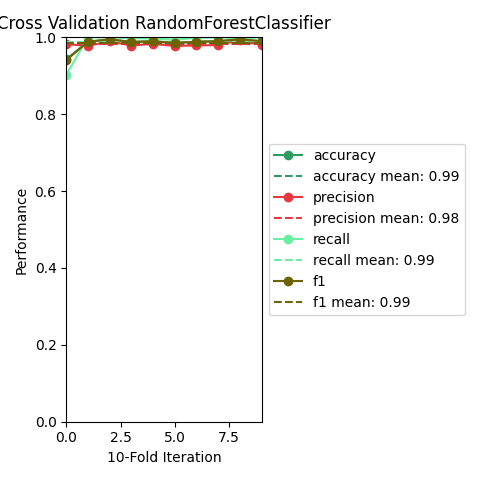 Cross Validation RandomForestClassifier
1.0
0.8
0.6
0.4
0.2
0.0
Performance
0.0 2.5 5.0 7.5
10-Fold Iteration
accuracy
accuracy mean: 0.99
precision
precision mean: 0.98
recall
recall mean: 0.99
f1
f1 mean: 0.99